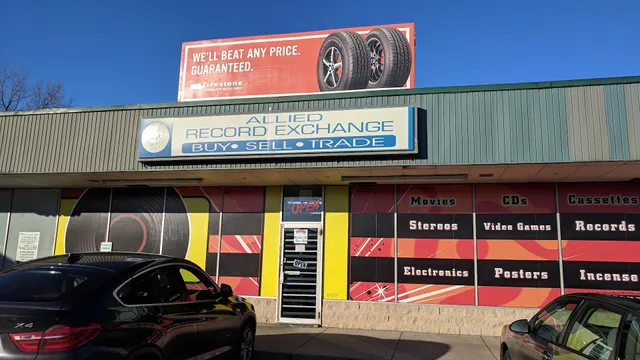 WE'LL BEAT ANY PRICE.
GUARANTEED.
Firestone
ALLIED
RECORD EXCHANGE
BUY • SELL • TRADE
OPEN
OPEN
Movies
CDs
Cassettes
Stereos
Video Games
Records
Electronics
Posters
Incense
X4